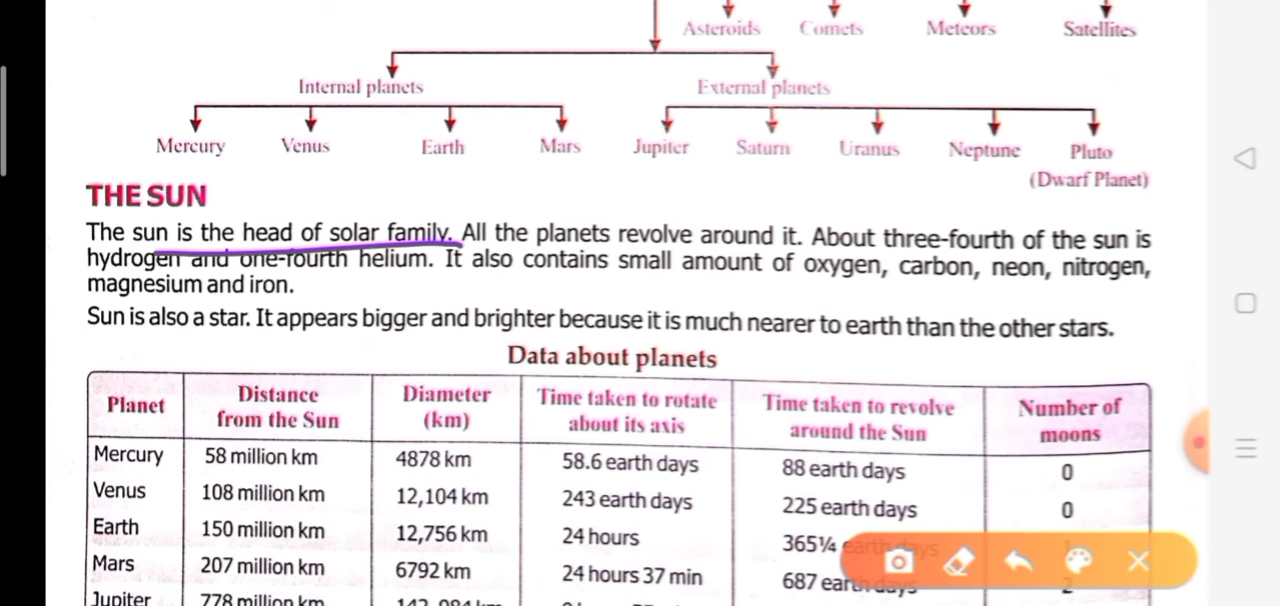 Asteroids Comets Meteors Satellites
Internal planets External planets
Mercury Venus Earth Mars Jupiter Saturn Uranus Neptune Pluto
(Dwarf Planet)
THE SUN
The sun is the head of solar family. All the planets revolve around it. About three-fourth of the sun is
hydrogen and one-fourth helium. It also contains small amount of oxygen, carbon, neon, nitrogen,
magnesium and iron.
Sun is also a star. It appears bigger and brighter because it is much nearer to earth than the other stars.
Data about planets
Planet Distance from the Sun Diameter (km) Time taken to rotate about its axis Time taken to revolve around the Sun Number of moons
Mercury 58 million km 4878 km 58.6 earth days 88 earth days 0
Venus 108 million km 12,104 km 243 earth days 225 earth days 0
Earth 150 million km 12,756 km 24 hours 365¼ earth days
Mars 207 million km 6792 km 24 hours 37 min 687 earth days 2
Jupiter 778 million km